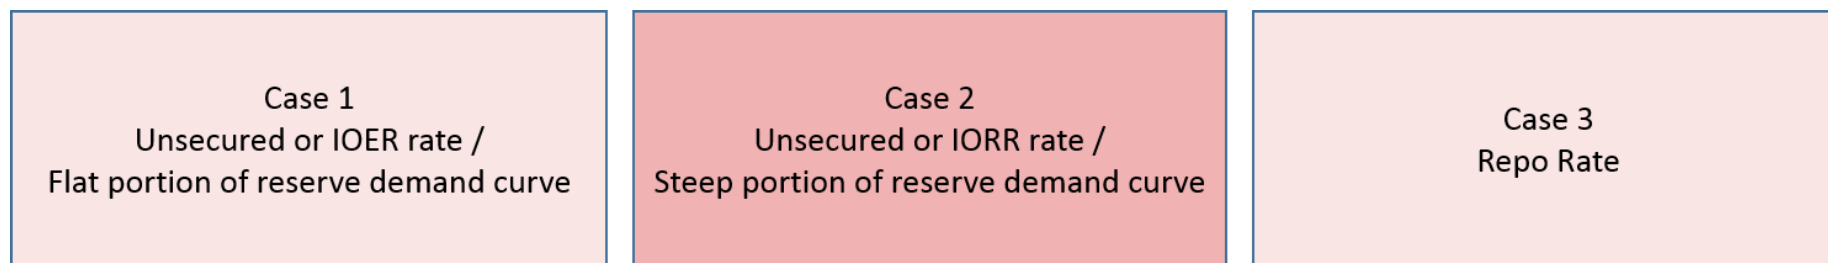 Case 1
Unsecured or IOER rate /
Flat portion of reserve demand curve
Case 2
Unsecured or IORR rate /
Steep portion of reserve demand curve
Case 3
Repo Rate